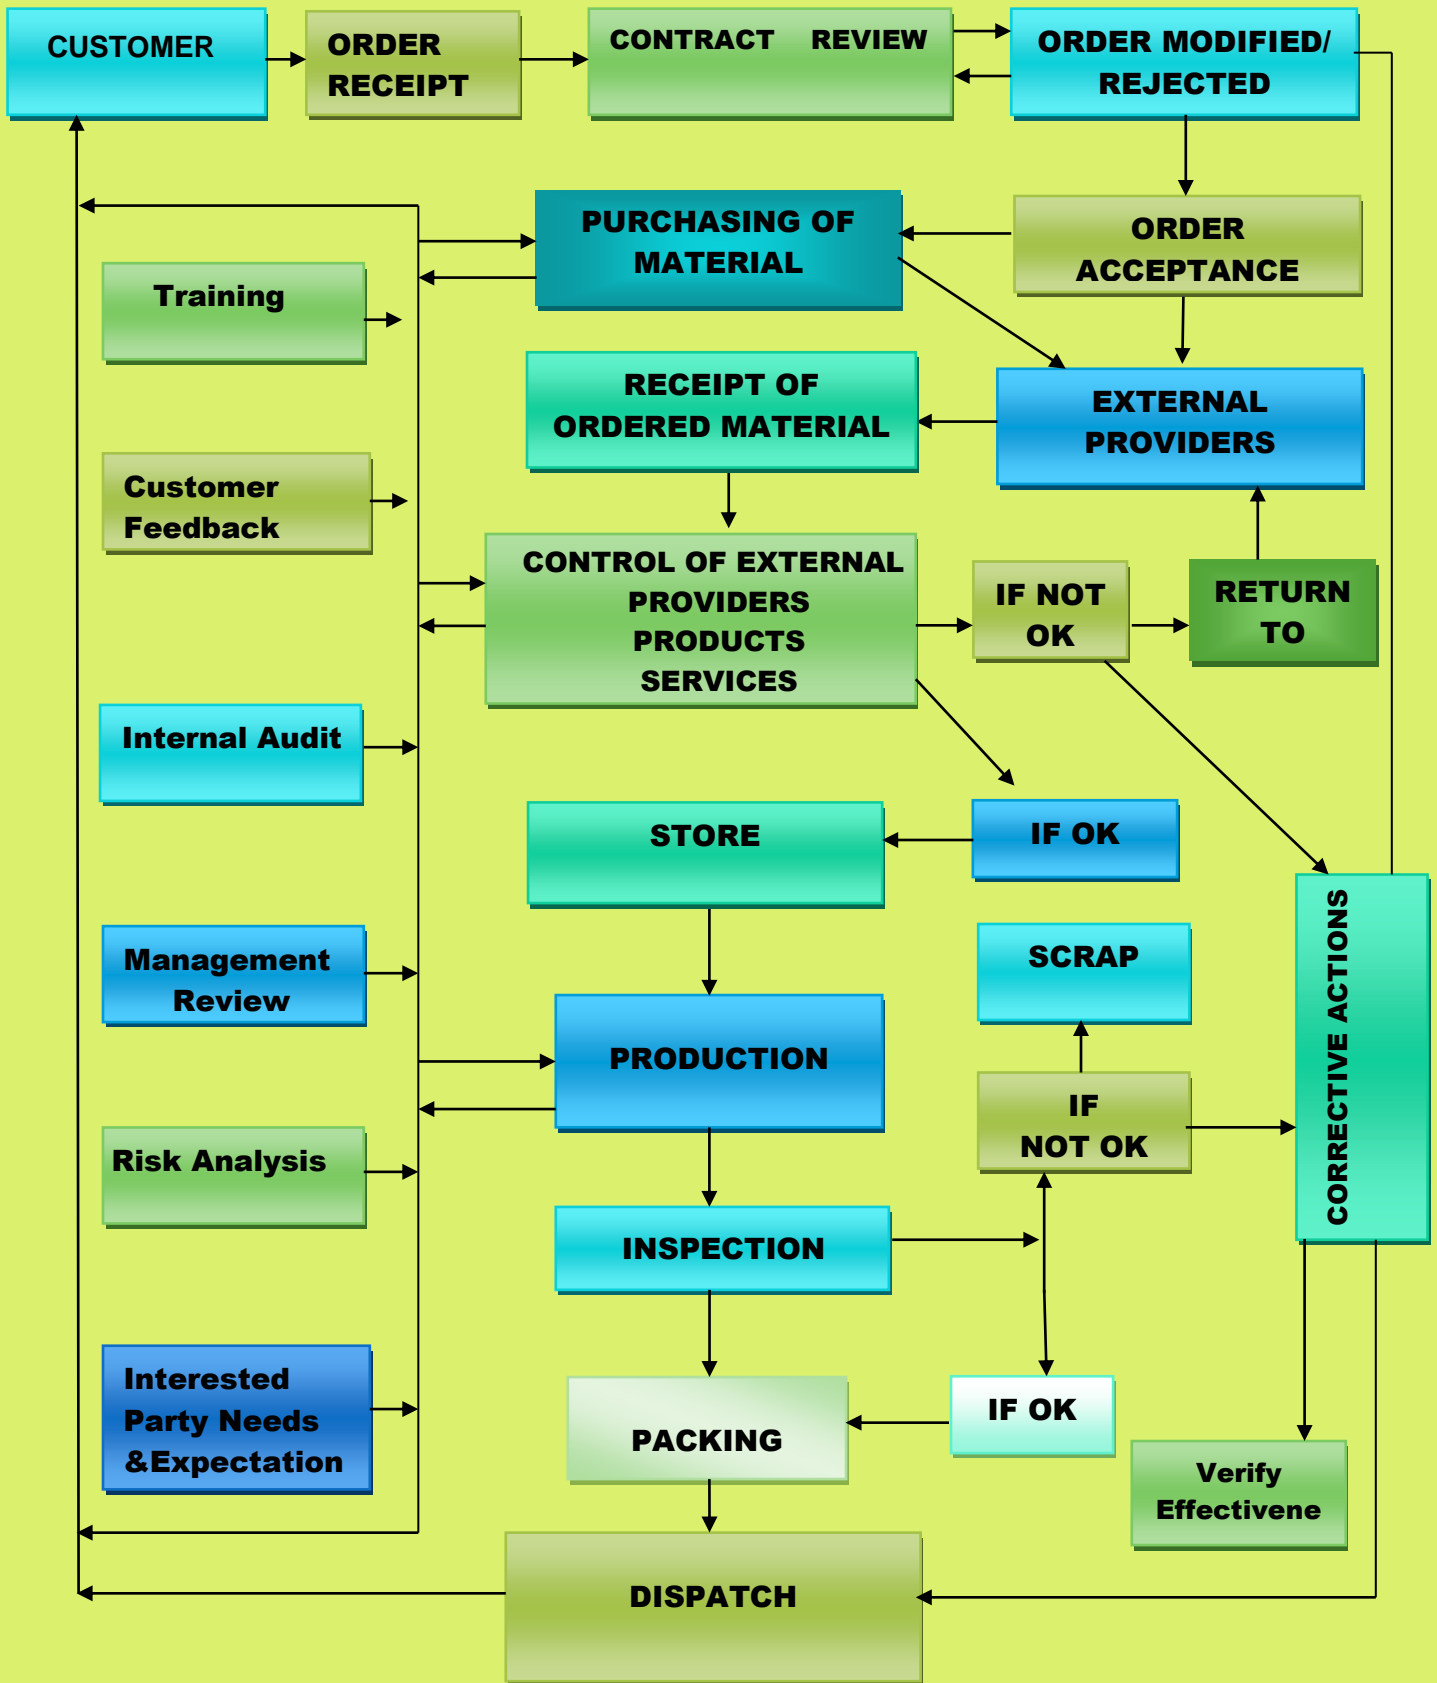 CUSTOMER
ORDER
RECEIPT
CONTRACT REVIEW
ORDER MODIFIED/
REJECTED
PURCHASING OF
MATERIAL
ORDER
ACCEPTANCE
Training
RECEIPT OF
ORDERED MATERIAL
EXTERNAL
PROVIDERS
Customer
Feedback
CONTROL OF EXTERNAL
PROVIDERS
PRODUCTS
SERVICES
IF NOT
OK
RETURN
TO
Internal Audit
STORE
IF OK
Management
Review
SCRAP
CORRECTIVE ACTIONS
PRODUCTION
IF
NOT OK
Risk Analysis
INSPECTION
Interested
Party Needs
&Expectation
PACKING
IF OK
Verify
Effectivene
DISPATCH